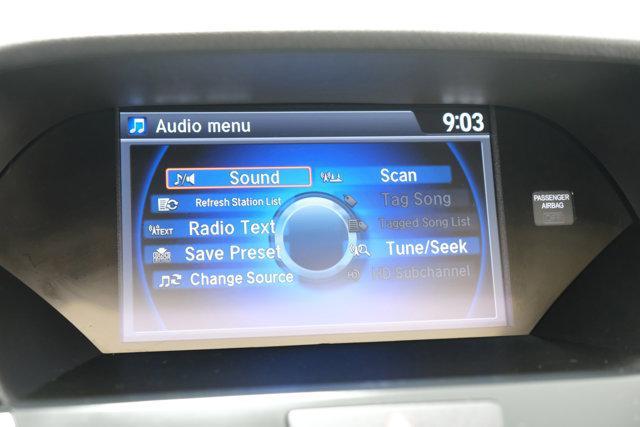 Audio menu
9:03
Sound
Scan
Refresh Station List
Tag Song
Radio Text
Tagged Song List
Save Preset
Tune/Seek
Change Source
HD Subchannel
PASSENGER
AIRBAG